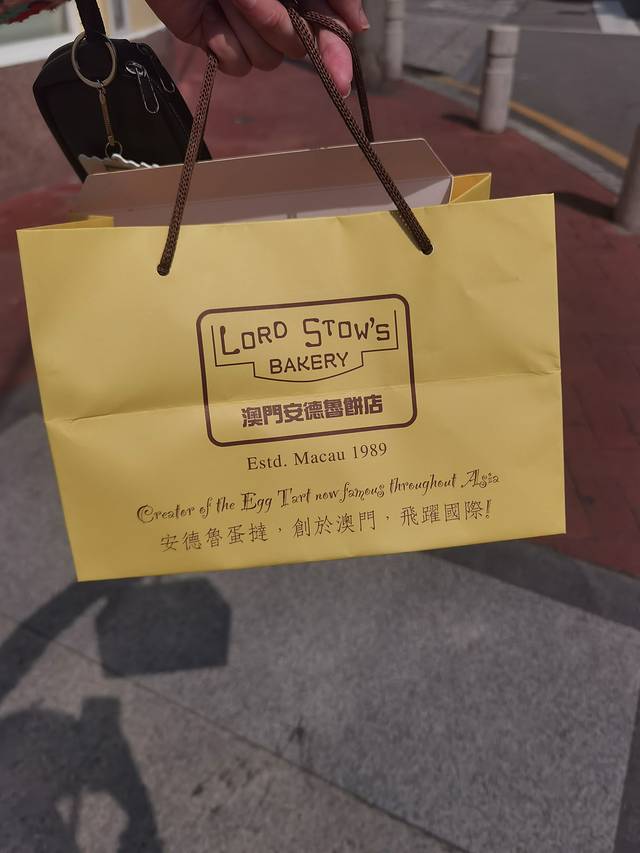 LORD STOW'S
BAKERY
澳門安德魯餅店
Estd. Macau 1989
Creator of the Egg Tart now famous throughout Asia
安德魯蛋撻，創於澳門，飛躍國際!